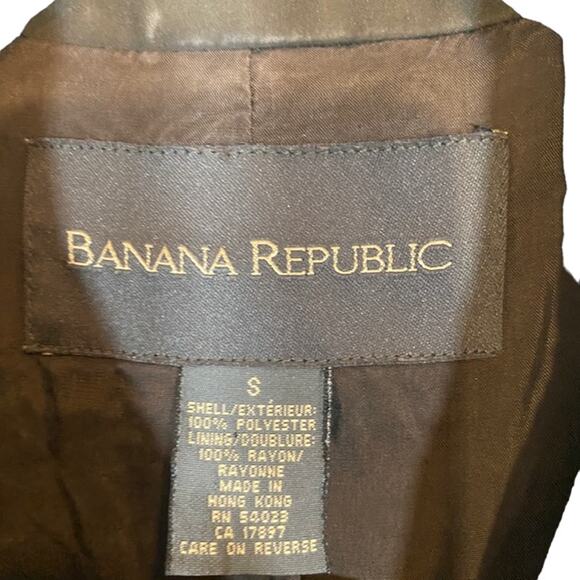 BANANA REPUBLIC
S
SHELL/EXTÉRIEUR:
100% POLYESTER
LINING/DOUBLURE:
100% RAYON/
RAYONNE
MADE IN
HONG KONG
RN 54023
CA 17897
CARE ON REVERSE